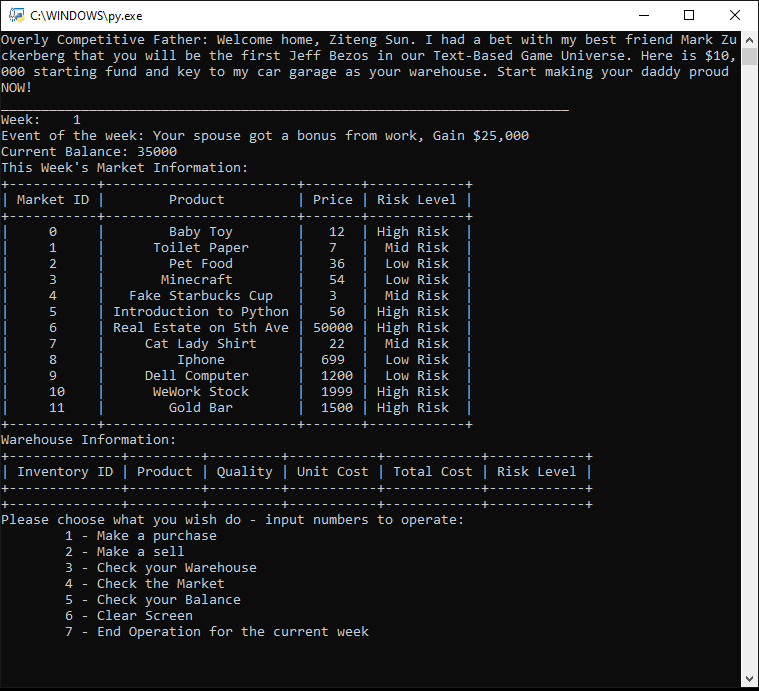 C:\WINDOWS\py.exe
Overly Competitive Father: Welcome home, Ziteng Sun. I had a bet with my best friend Mark Zu
ckerberg that you will be the first Jeff Bezos in our Text-Based Game Universe. Here is $10,
000 starting fund and key to my car garage as your warehouse. Start making your daddy proud
NOW!
_______________________________________________________________________
Week:    1
Event of the week: Your spouse got a bonus from work, Gain $25,000
Current Balance: 35000
This Week's Market Information:
+-----------+------------------------+-------+------------+
| Market ID |        Product         | Price | Risk Level |
+-----------+------------------------+-------+------------+
|     0     |        Baby Toy        |   12  | High Risk  |
|     1     |      Toilet Paper      |   7   |  Mid Risk  |
|     2     |        Pet Food        |   36  |  Low Risk  |
|     3     |       Minecraft        |   54  |  Low Risk  |
|     4     |   Fake Starbucks Cup   |   3   |  Mid Risk  |
|     5     | Introduction to Python |   50  | High Risk  |
|     6     | Real Estate on 5th Ave | 50000 | High Risk  |
|     7     |     Cat Lady Shirt     |   22  |  Mid Risk  |
|     8     |         Iphone         |  699  |  Low Risk  |
|     9     |     Dell Computer      |  1200 |  Low Risk  |
|     10    |      WeWork Stock      |  1999 | High Risk  |
|     11    |        Gold Bar        |  1500 | High Risk  |
+-----------+------------------------+-------+------------+
Warehouse Information:
+--------------+---------+---------+-----------+------------+------------+
| Inventory ID | Product | Quality | Unit Cost | Total Cost | Risk Level |
+--------------+---------+---------+-----------+------------+------------+
+--------------+---------+---------+-----------+------------+------------+
Please choose what you wish do - input numbers to operate:
        1 - Make a purchase
        2 - Make a sell
        3 - Check your Warehouse
        4 - Check the Market
        5 - Check your Balance
        6 - Clear Screen
        7 - End Operation for the current week